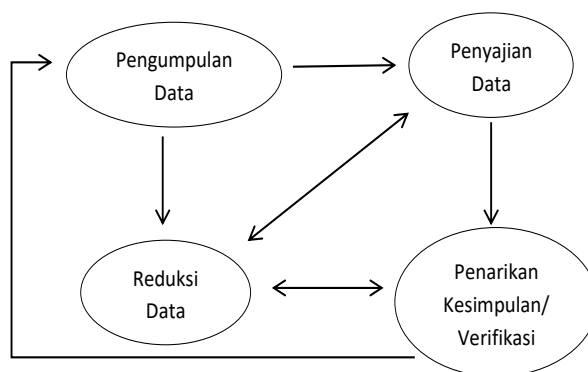 Pengumpulan
Data
Penyajian
Data
Reduksi
Data
Penarikan
Kesimpulan/
Verifikasi